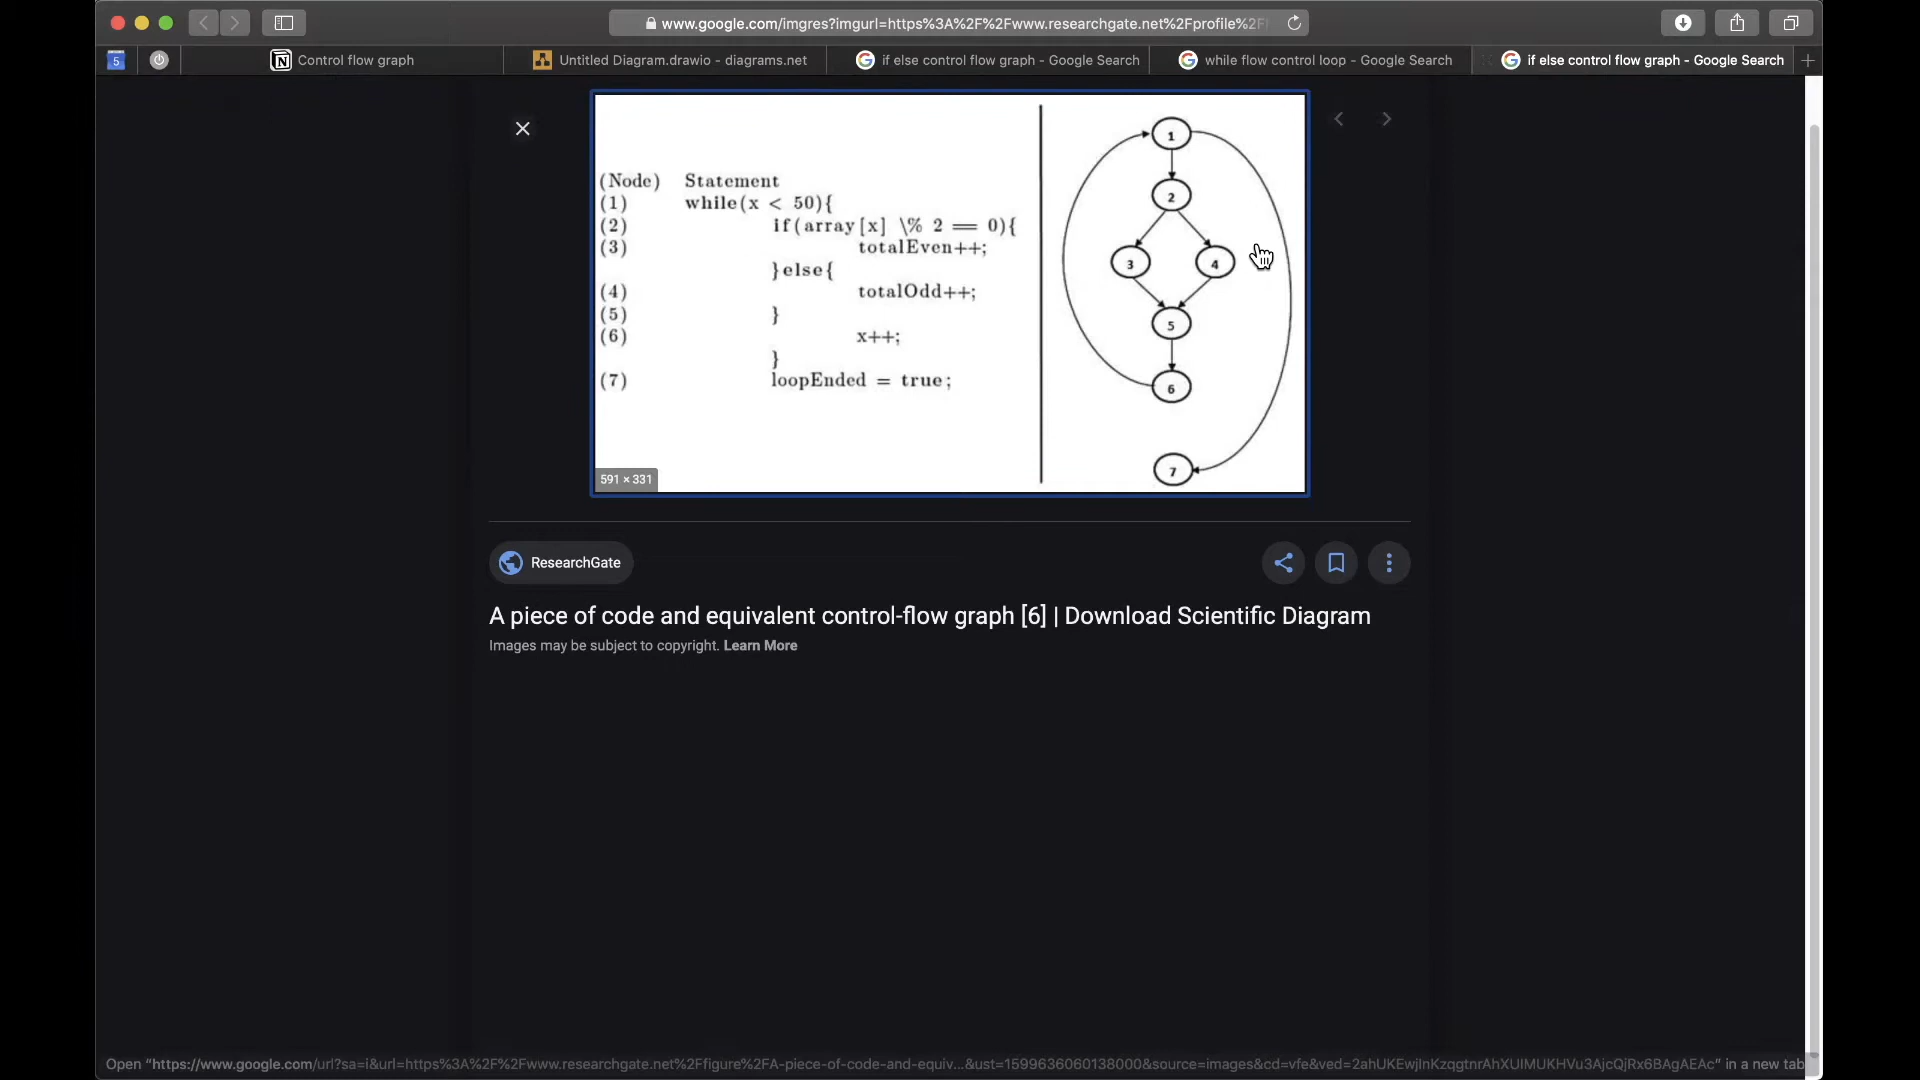 www.google.com/imgres?imgurl=https%3A%2F%2Fwww.researchgate.net%2Fprofile%2F
5
Control flow graph
Untitled Diagram.drawio - diagrams.net
if else control flow graph - Google Search
while flow control loop - Google Search
if else control flow graph - Google Search
(Node) Statement
(1) while(x < 50){
(2) if(array[x] \% 2 == 0){
(3) totalEven++;
}else{
(4) totalOdd++;
(5) }
(6) x++;
}
(7) loopEnded = true;
1
2
3
4
5
6
7
591 × 331
ResearchGate
A piece of code and equivalent control-flow graph [6] | Download Scientific Diagram
Images may be subject to copyright. Learn More
Open "https://www.google.com/url?sa=i&url=https%3A%2F%2Fwww.researchgate.net%2Ffigure%2FA-piece-of-code-and-equiv...&ust=1599636060138000&source=images&cd=vfe&ved=2ahUKEwjInKzqgtnrAhXUIMUKHVu3AjcQjRx6BAgAEAc" in a new tab